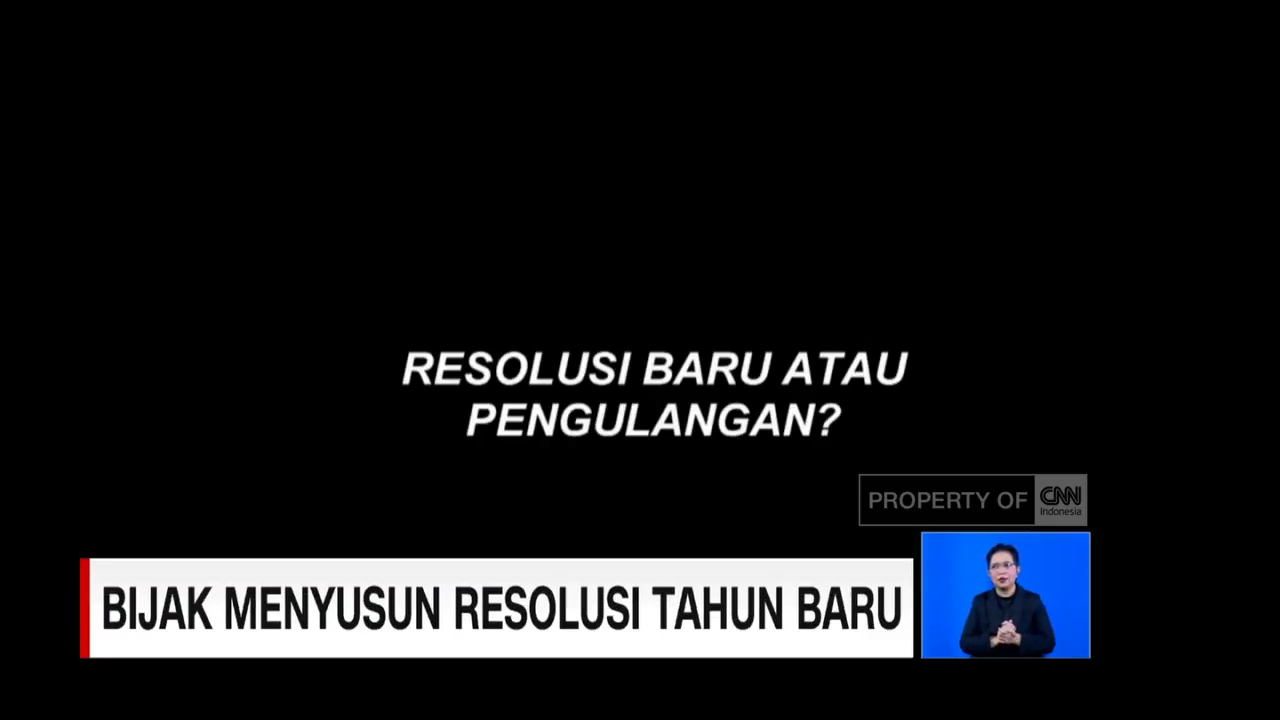 RESOLUSI BARU ATAU
PENGULANGAN?
PROPERTY OF CNN
Indonesia
BIJAK MENYUSUN RESOLUSI TAHUN BARU